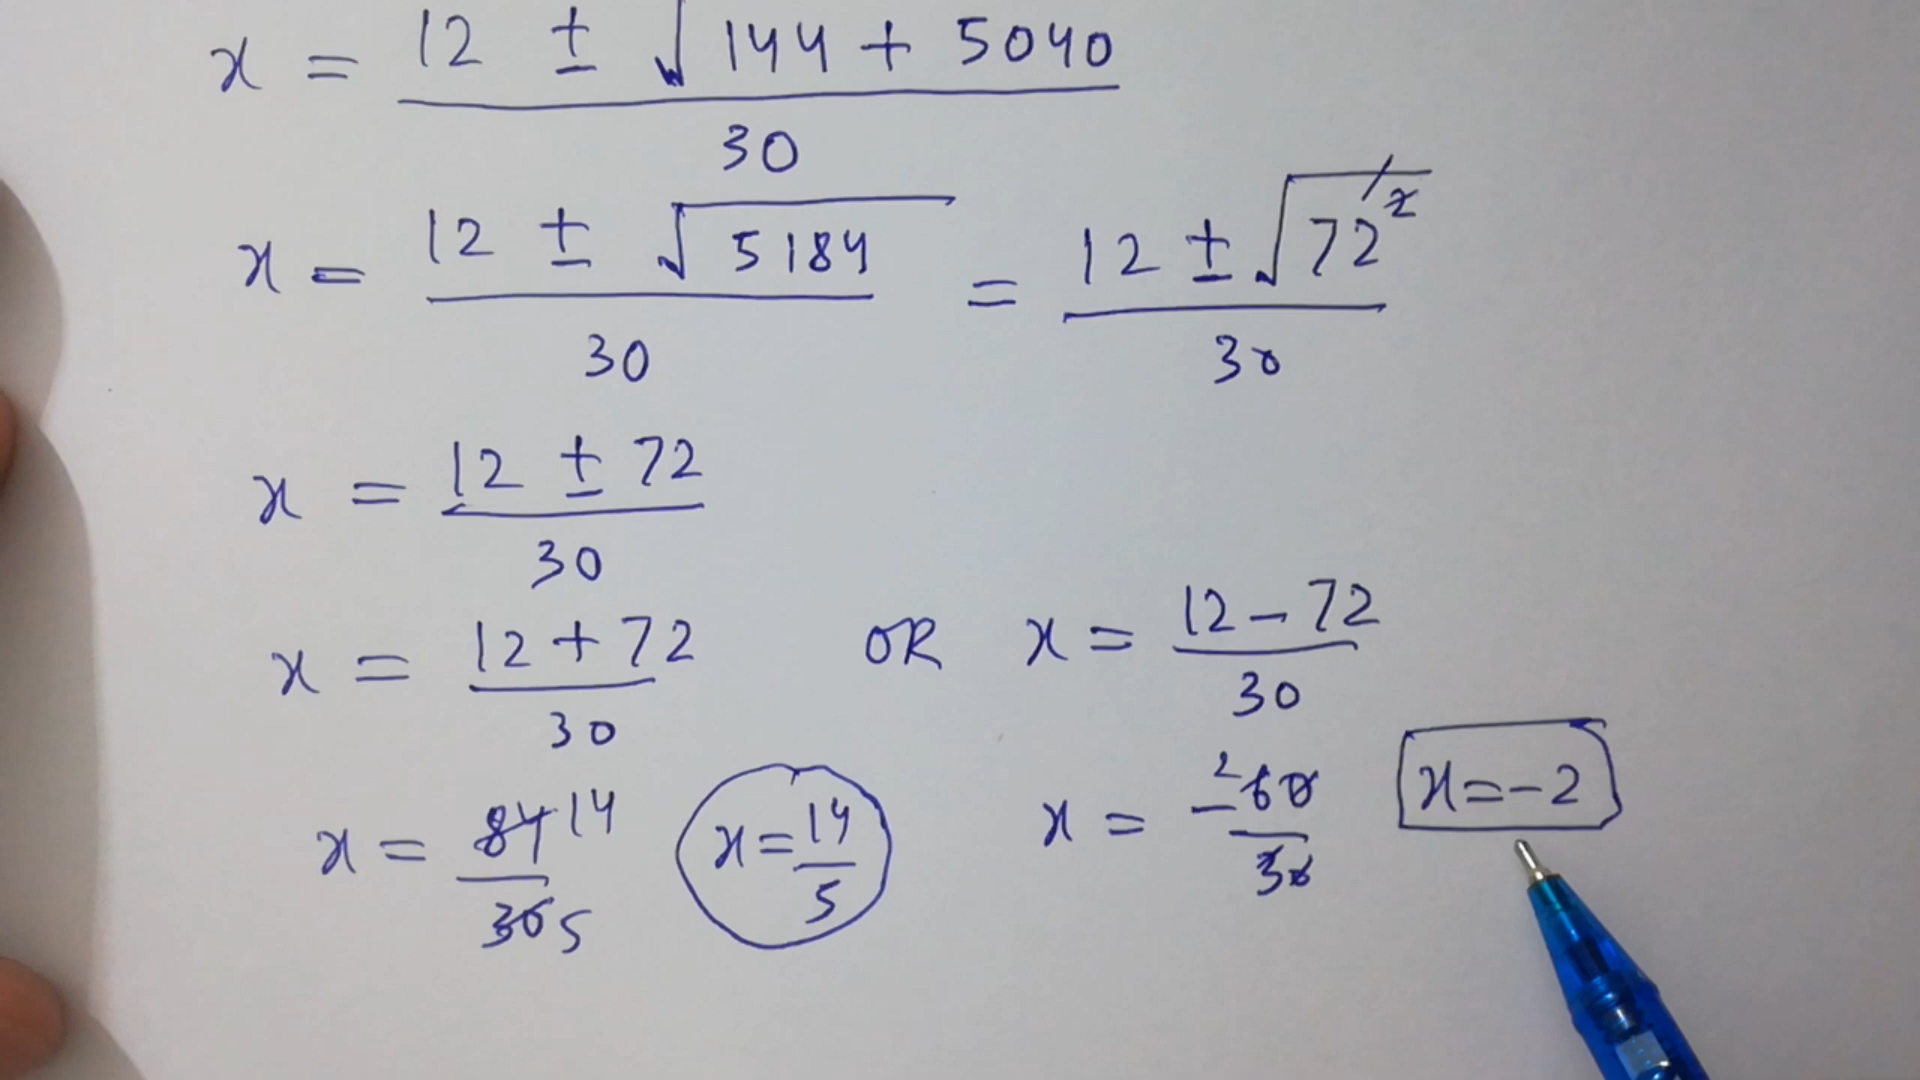 x = 12 ± √144 + 5040 / 30
x = 12 ± √5184 / 30 = 12 ± √72² / 30
x = 12 ± 72 / 30
x = 12 + 72 / 30 OR x = 12 - 72 / 30
x = 84 14 / 30 5 x = 14 / 5 x = - 2 60 / 30 x = -2